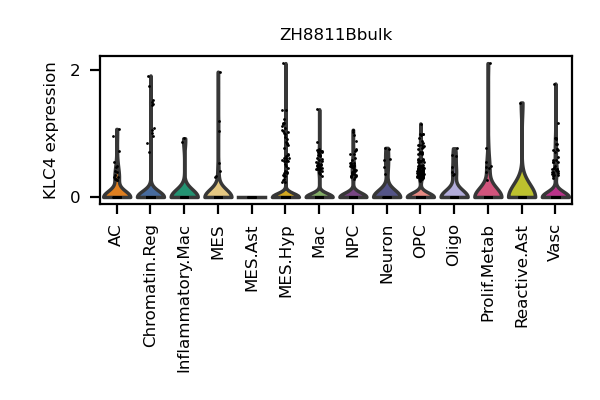 ZH8811Bbulk
KLC4 expression
2
0
AC
Chromatin.Reg
Inflammatory.Mac
MES
MES.Ast
MES.Hyp
Mac
NPC
Neuron
OPC
Oligo
Prolif.Metab
Reactive.Ast
Vasc